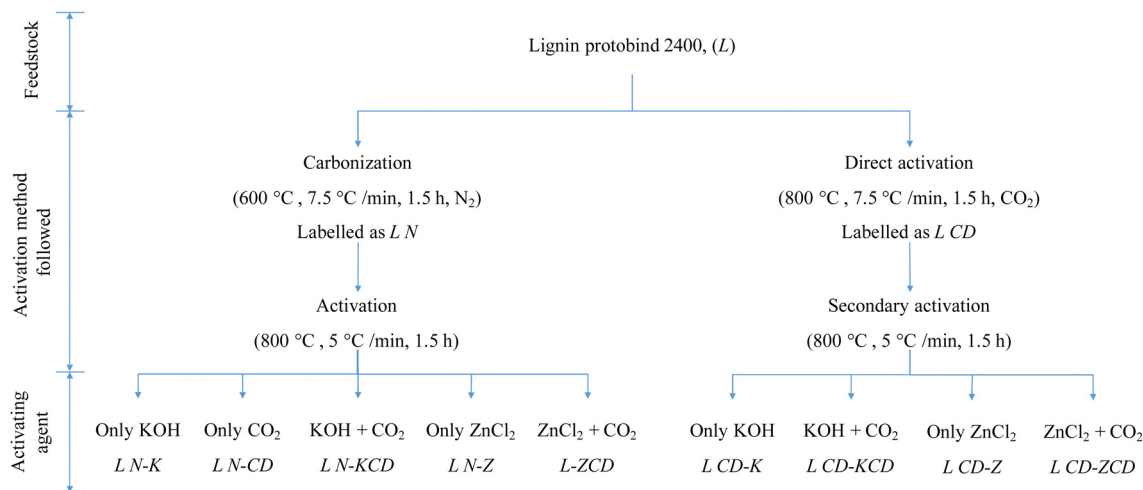 Feedstock
Lignin protobind 2400, (L)
Activation method
followed
Carbonization
(600 °C , 7.5 °C /min, 1.5 h, N₂)
Labelled as L N
Direct activation
(800 °C , 7.5 °C /min, 1.5 h, CO₂)
Labelled as L CD
Activation
(800 °C , 5 °C /min, 1.5 h)
Secondary activation
(800 °C , 5 °C /min, 1.5 h)
Activating
agent
Only KOH
L N-K
Only CO₂
L N-CD
KOH + CO₂
L N-KCD
Only ZnCl₂
L N-Z
ZnCl₂ + CO₂
L-ZCD
Only KOH
L CD-K
KOH + CO₂
L CD-KCD
Only ZnCl₂
L CD-Z
ZnCl₂ + CO₂
L CD-ZCD